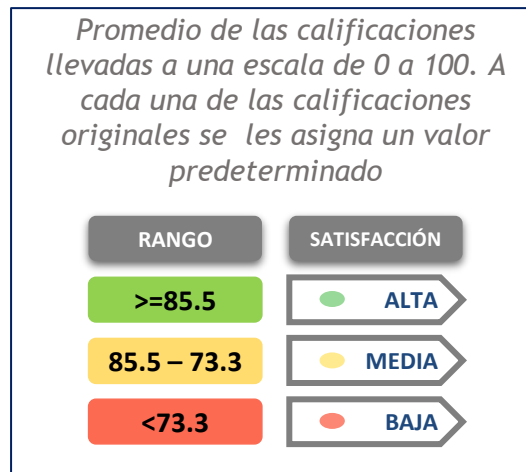 Promedio de las calificaciones
llevadas a una escala de 0 a 100. A
cada una de las calificaciones
originales se les asigna un valor
predeterminado
RANGO SATISFACCIÓN
>=85.5 ALTA
85.5 – 73.3 MEDIA
<73.3 BAJA